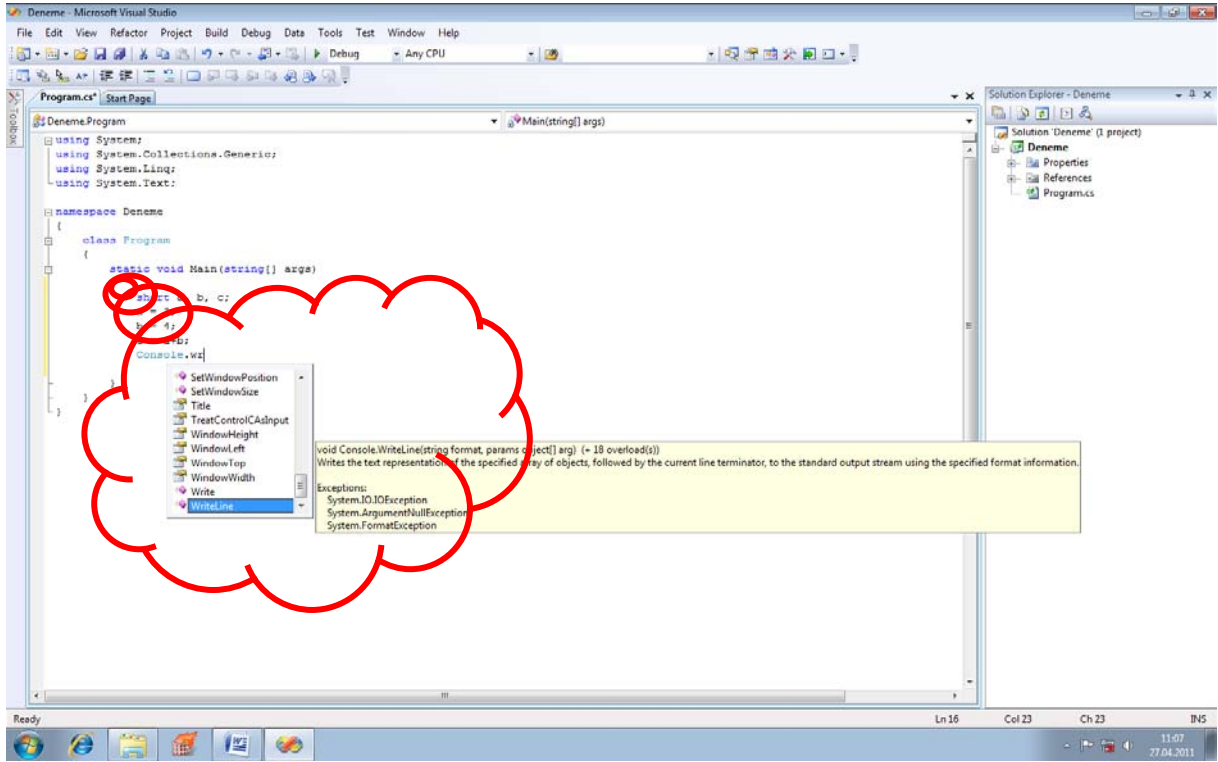 Deneme - Microsoft Visual Studio
File Edit View Refactor Project Build Debug Data Tools Test Window Help
Debug Any CPU
Toolbox
Program.cs* Start Page
Deneme.Program Main(string[] args)
using System;
using System.Collections.Generic;
using System.Linq;
using System.Text;
namespace Deneme
{
class Program
{
static void Main(string[] args)
b, c;
4;
Console.wr
}
}
}
SetWindowPosition
SetWindowSize
Title
TreatControlCAsInput
WindowHeight
WindowLeft
WindowTop
WindowWidth
Write
WriteLine
void Console.WriteLine(string format, params object[] arg) (+ 18 overload(s))
Writes the text representation of the specified array of objects, followed by the current line terminator, to the standard output stream using the specified format information.
Exceptions:
System.IO.IOException
System.ArgumentNullException
System.FormatException
Solution Explorer - Deneme
Solution 'Deneme' (1 project)
Deneme
Properties
References
Program.cs
Ready Ln 16 Col 23 Ch 23 INS
11:07
27.04.2011